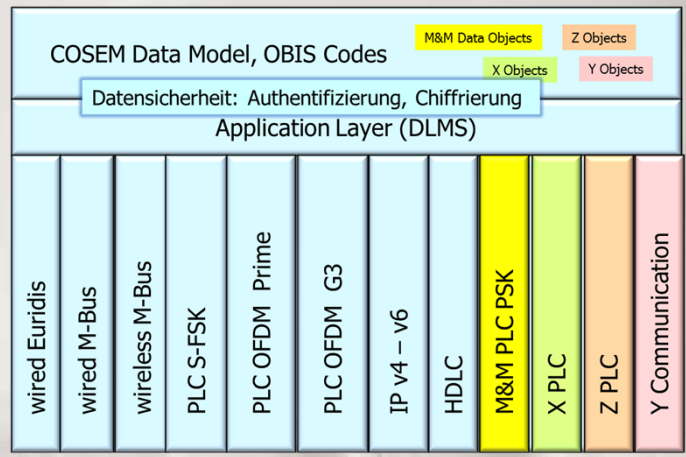 COSEM Data Model, OBIS Codes
M&M Data Objects
Z Objects
X Objects
Y Objects
Datensicherheit: Authentifizierung, Chiffrierung
Application Layer (DLMS)
wired Euridis
wired M-Bus
wireless M-Bus
PLC S-FSK
PLC OFDM Prime
PLC OFDM G3
IP v4 – v6
HDLC
M&M PLC PSK
X PLC
Z PLC
Y Communication